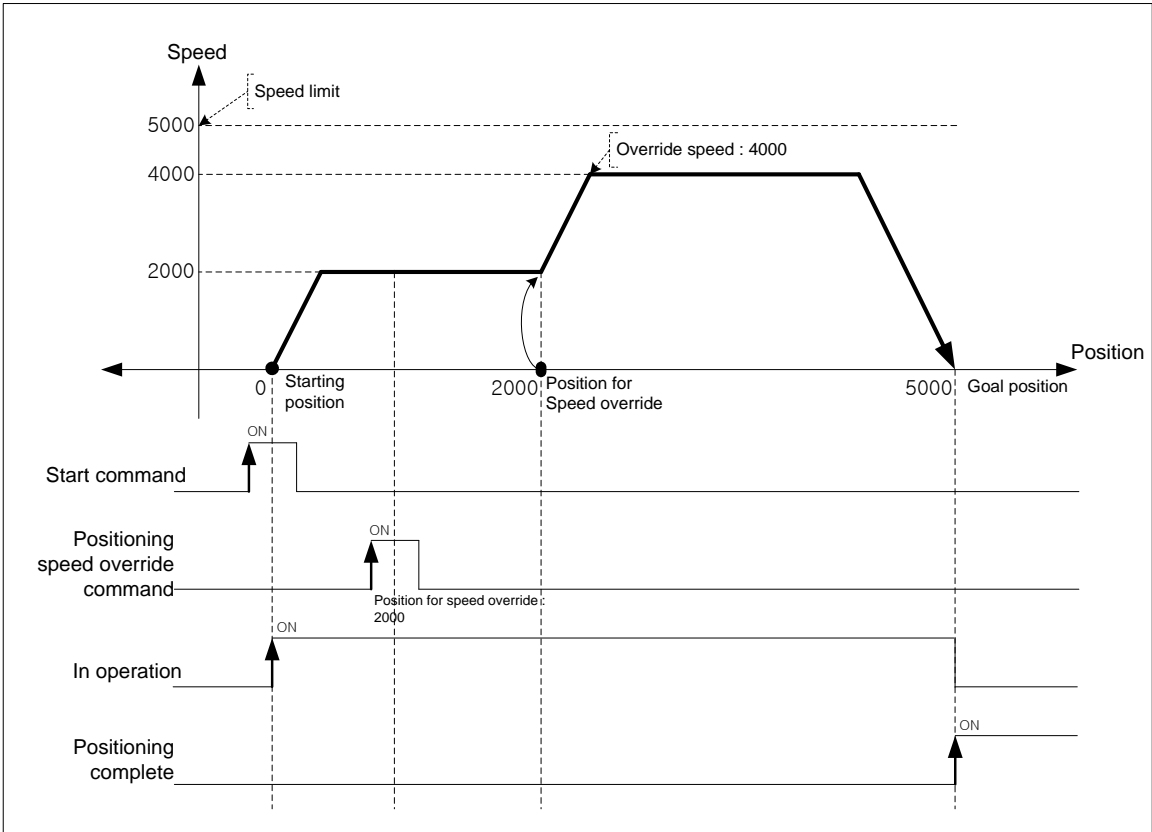 Speed
Speed limit
5000
Override speed : 4000
4000
2000
Position
0
Starting
position
2000
Position for
Speed override
5000
Goal position
ON
Start command
ON
Positioning
speed override
command
Position for speed override :
2000
ON
In operation
ON
Positioning
complete